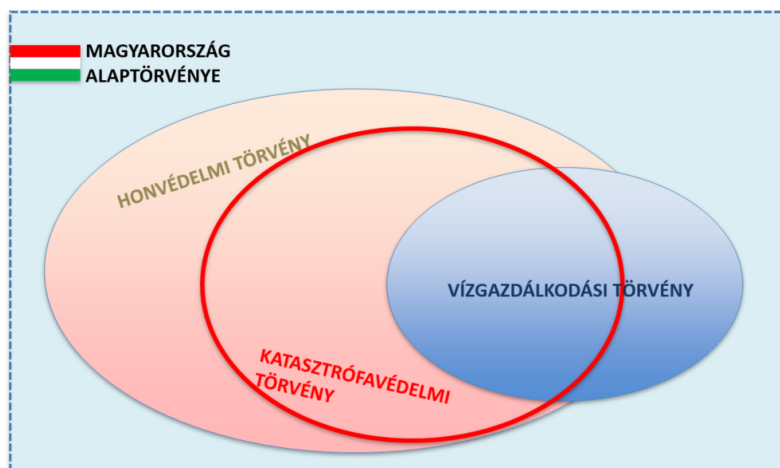 MAGYARORSZÁG
ALAPTÖRVÉNYE
HONVÉDELMI TÖRVÉNY
VÍZGAZDÁLKODÁSI TÖRVÉNY
KATASZTRÓFAVÉDELMI
TÖRVÉNY